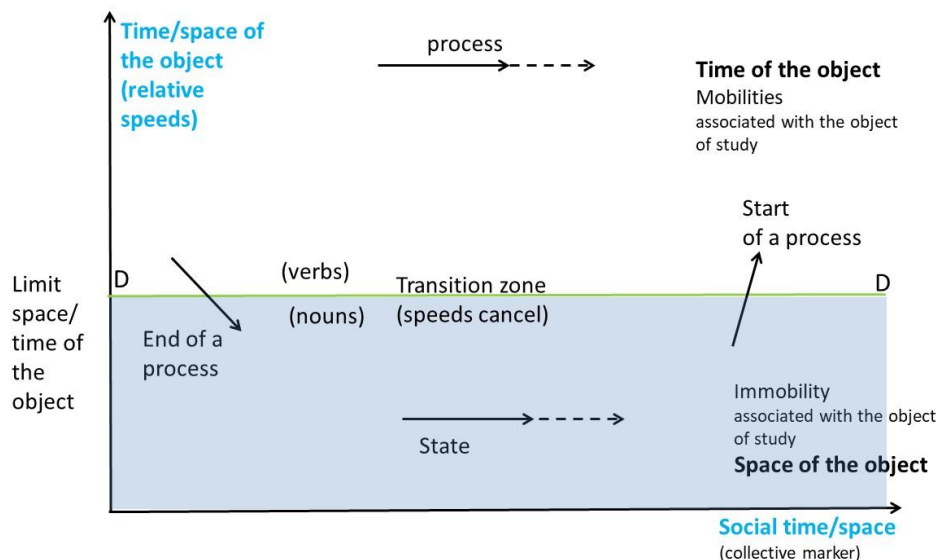 Time/space of
the object
(relative
speeds)
process
Time of the object
Mobilities
associated with the object
of study
Start
of a process
Limit
space/
time of
the
object
D
(verbs)
Transition zone
D
(nouns)
(speeds cancel)
End of a
process
State
Immobility
associated with the object
of study
Space of the object
Social time/space
(collective marker)